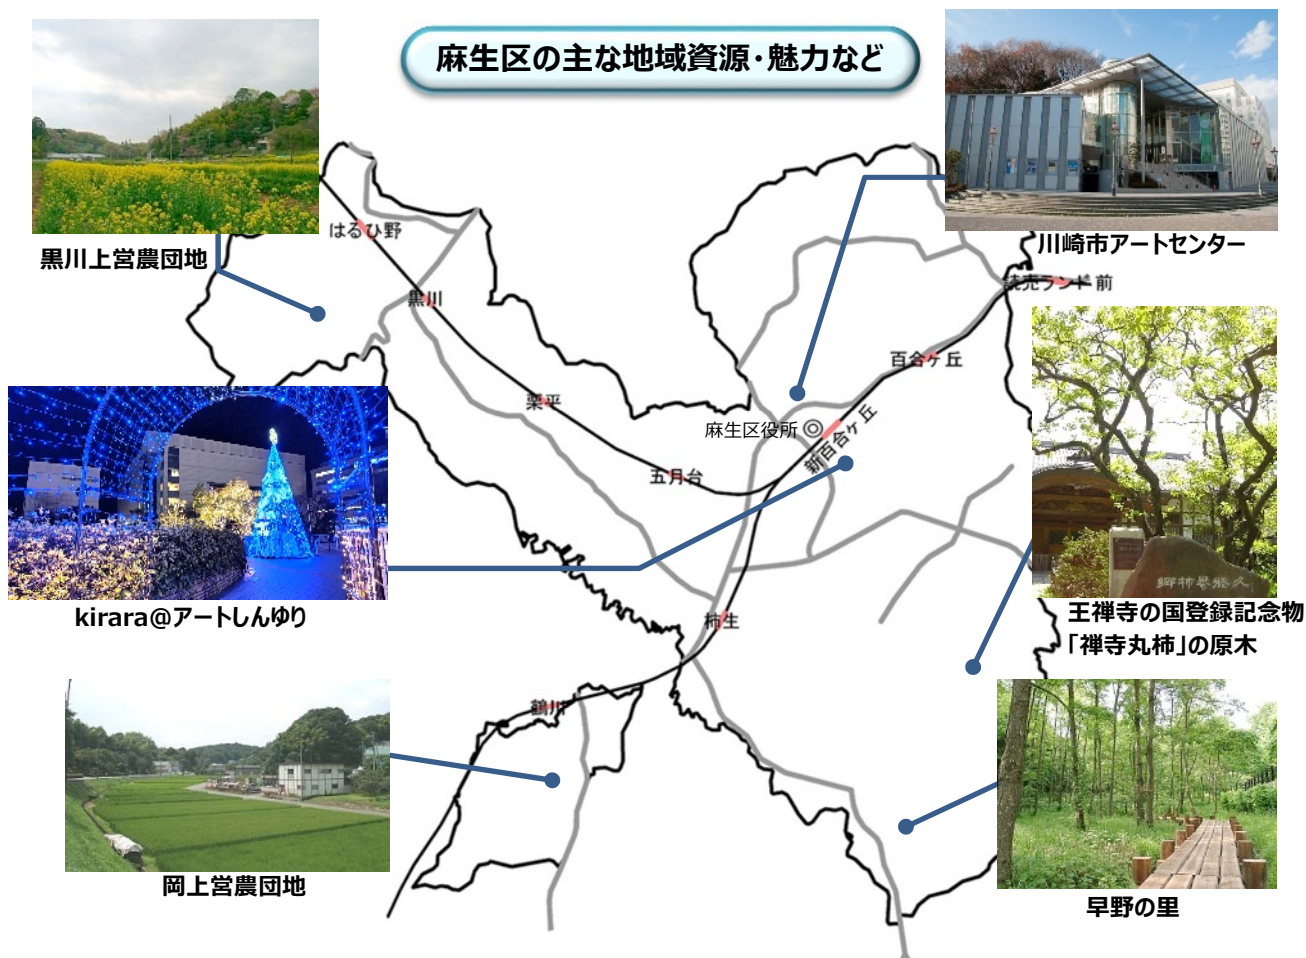 麻生区の主な地域資源・魅力など
黒川上営農団地
川崎市アートセンター
はるひ野
黒川
読売ランド前
百合ヶ丘
栗平
麻生区役所
新百合ヶ丘
五月台
kirara@アートしんゆり
柿生
王禅寺の国登録記念物
「禅寺丸柿」の原木
鶴川
岡上営農団地
早野の里